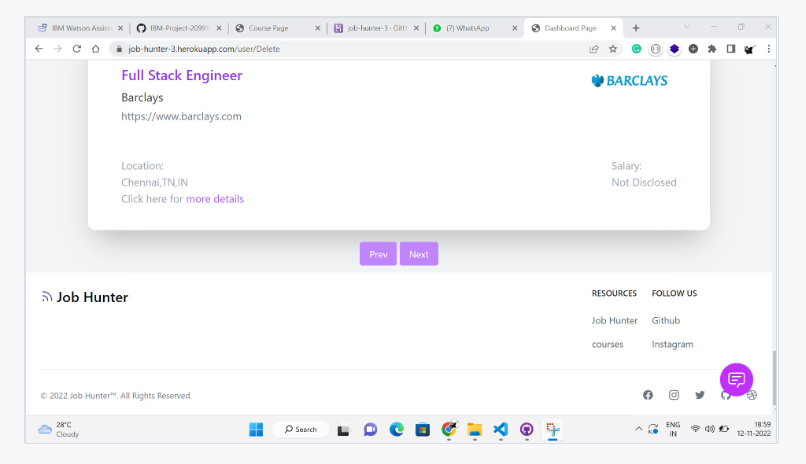 IBM Watson Assist
IBM-Project-20991
Course Page
job-hunter-3 · GitH
(7) WhatsApp
Dashboard Page
job-hunter-3.herokuapp.com/user/Delete
Full Stack Engineer
BARCLAYS
Barclays
https://www.barclays.com
Location:
Salary:
Chennai,TN,IN
Not Disclosed
Click here for more details
Prev
Next
Job Hunter
RESOURCES
FOLLOW US
Job Hunter
Github
courses
Instagram
© 2022 Job Hunter™. All Rights Reserved.
28°C
Cloudy
Search
ENG
IN
18:59
12-11-2022